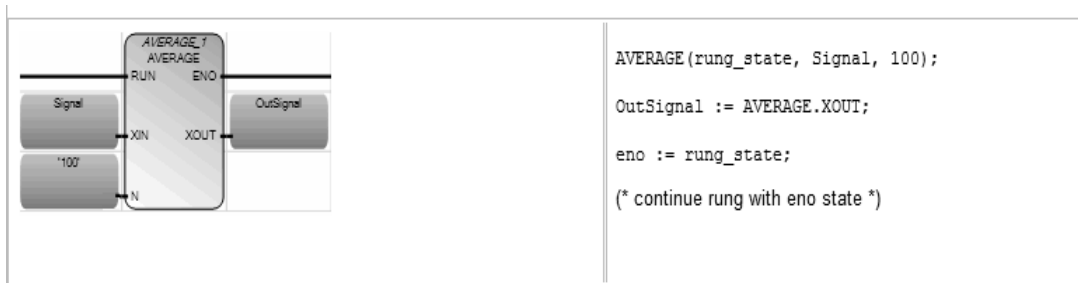 AVERAGE_1
AVERAGE
RUN ENO
Signal OutSignal
XIN XOUT
'100'
N
AVERAGE(rung_state, Signal, 100);
OutSignal := AVERAGE.XOUT;
eno := rung_state;
(* continue rung with eno state *)